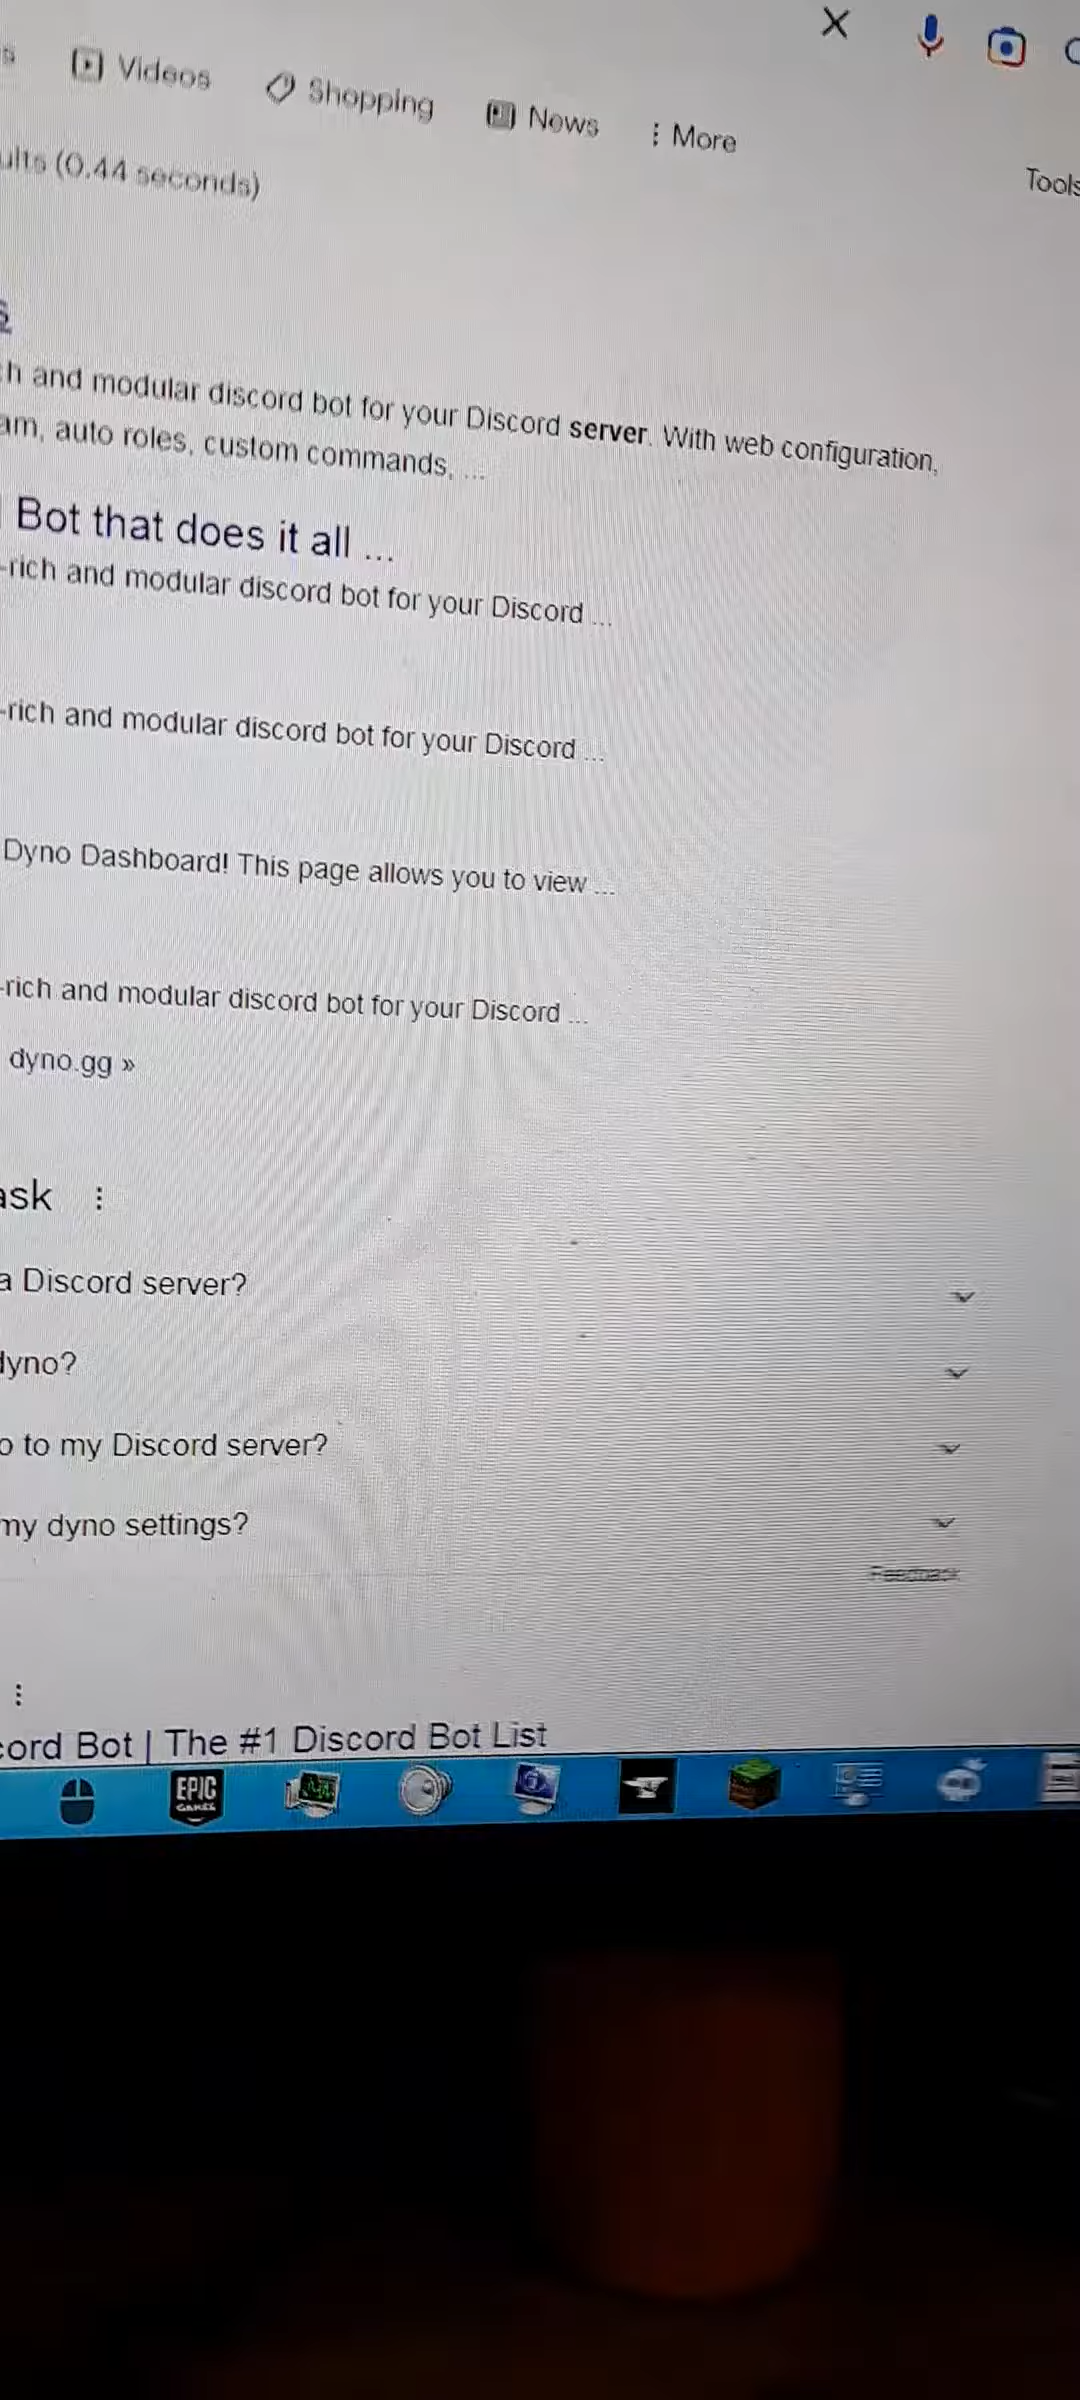 Videos
Shopping
News
More
Tools
(0.44 seconds)
and modular discord bot for your Discord server. With web configuration,
auto roles, custom commands, ...
Bot that does it all ...
-rich and modular discord bot for your Discord ...
-rich and modular discord bot for your Discord ...
Dyno Dashboard! This page allows you to view ...
-rich and modular discord bot for your Discord ...
dyno.gg »
ask
a Discord server?
dyno?
to my Discord server?
my dyno settings?
Feedback
Bot | The #1 Discord Bot List
EPIC
GAMES